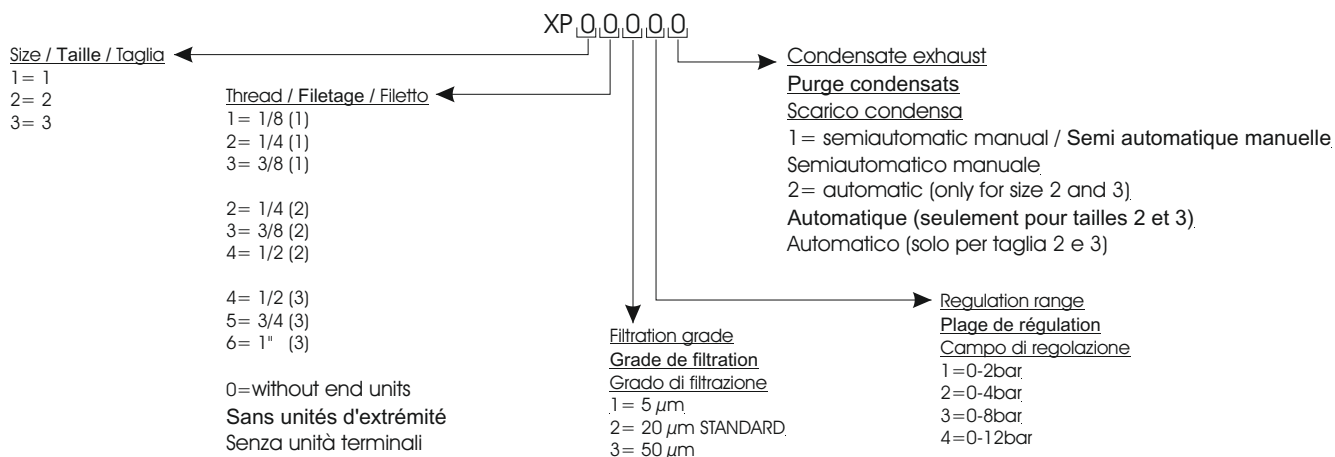 XP 0 0 0 0 0
Size / Taille / Taglia
1= 1
2= 2
3= 3
Thread / Filetage / Filetto
1= 1/8 (1)
2= 1/4 (1)
3= 3/8 (1)
2= 1/4 (2)
3= 3/8 (2)
4= 1/2 (2)
4= 1/2 (3)
5= 3/4 (3)
6= 1" (3)
0=without end units
Sans unités d'extrémité
Senza unità terminali
Filtration grade
Grade de filtration
Grado di filtrazione
1= 5 µm
2= 20 µm STANDARD
3= 50 µm
Regulation range
Plage de régulation
Campo di regolazione
1=0-2bar
2=0-4bar
3=0-8bar
4=0-12bar
Condensate exhaust
Purge condensats
Scarico condensa
1= semiautomatic manual / Semi automatique manuelle
Semiautomatico manuale
2= automatic (only for size 2 and 3)
Automatique (seulement pour tailles 2 et 3)
Automatico (solo per taglia 2 e 3)